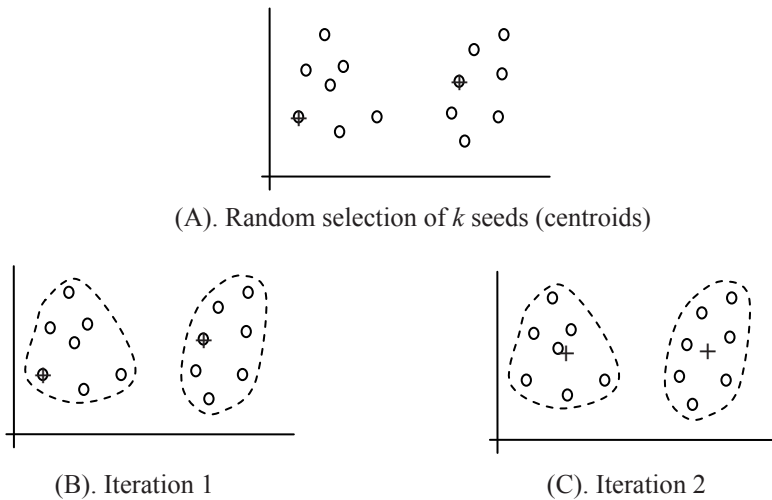 (A). Random selection of k seeds (centroids)
(B). Iteration 1
(C). Iteration 2